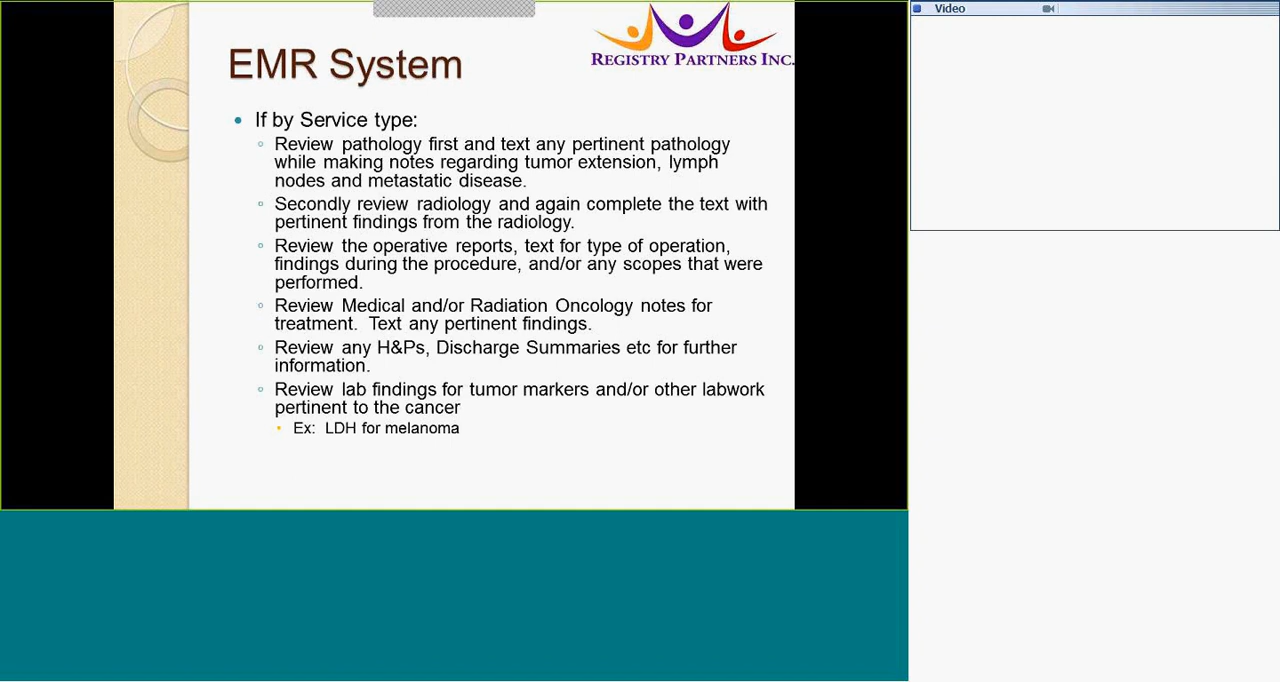 Video
REGISTRY PARTNERS INC.
EMR System
• If by Service type:
◦ Review pathology first and text any pertinent pathology
while making notes regarding tumor extension, lymph
nodes and metastatic disease.
◦ Secondly review radiology and again complete the text with
pertinent findings from the radiology.
◦ Review the operative reports, text for type of operation,
findings during the procedure, and/or any scopes that were
performed.
◦ Review Medical and/or Radiation Oncology notes for
treatment. Text any pertinent findings.
◦ Review any H&Ps, Discharge Summaries etc for further
information.
◦ Review lab findings for tumor markers and/or other labwork
pertinent to the cancer
• Ex: LDH for melanoma